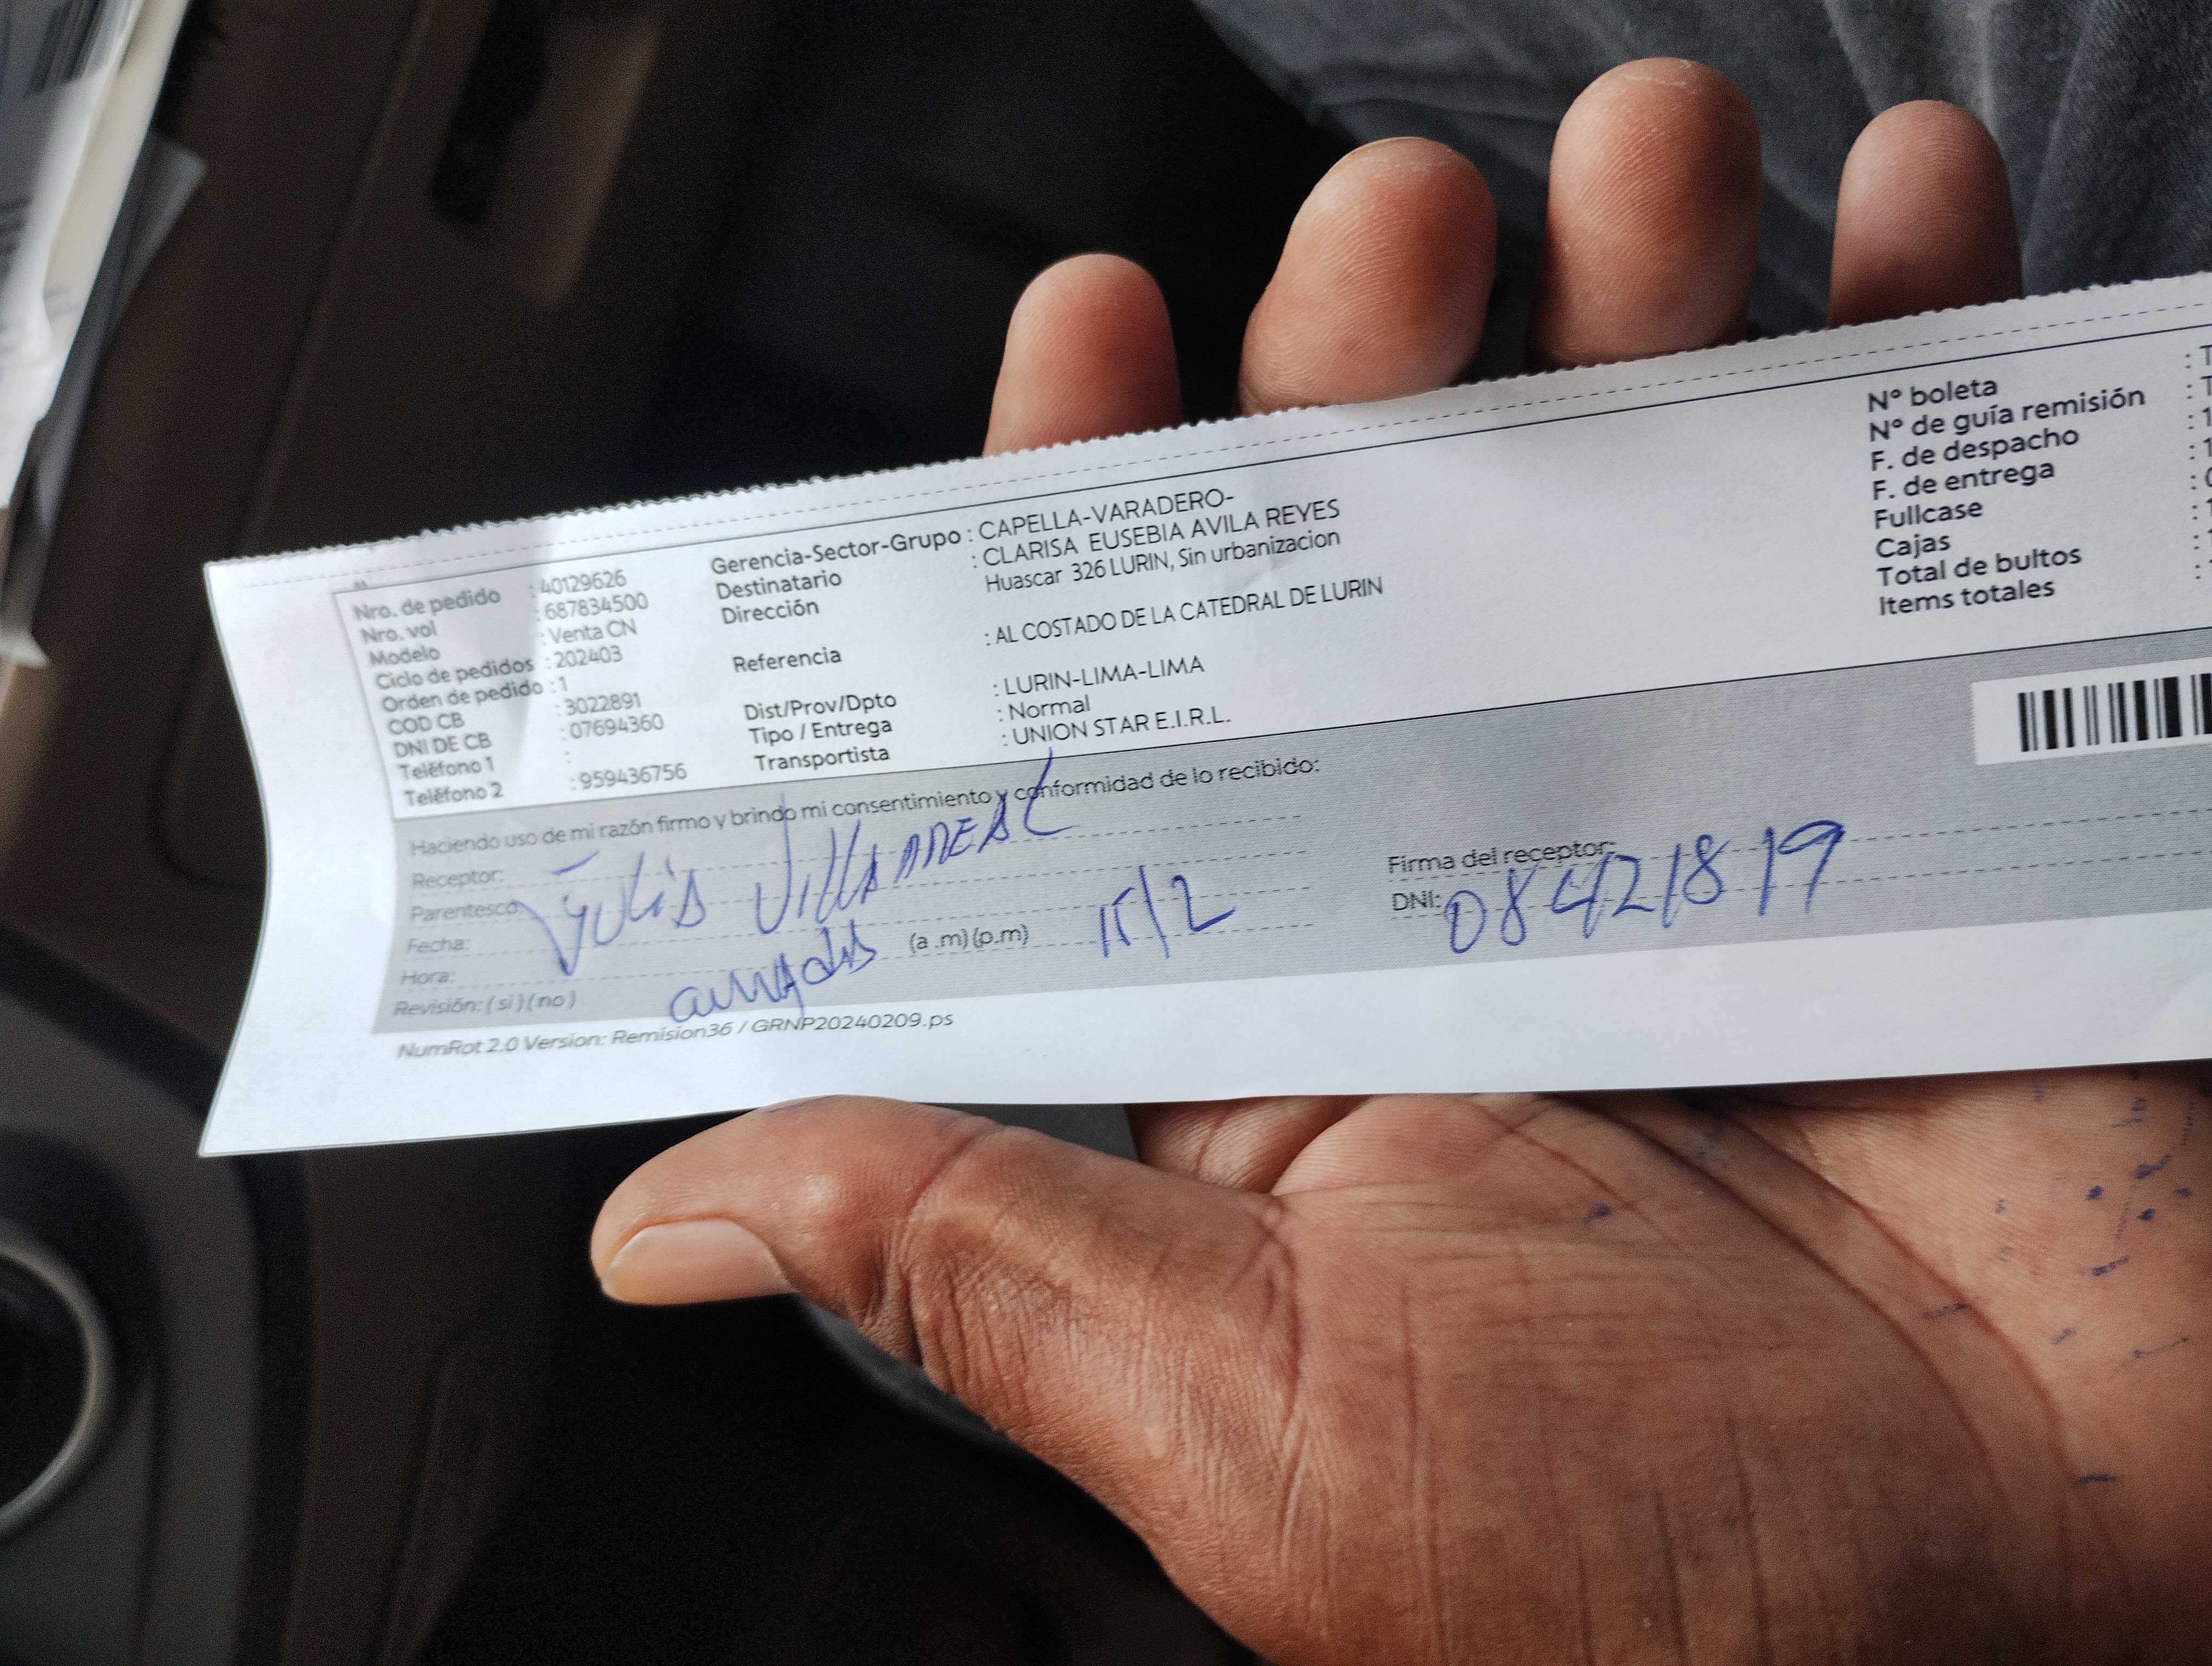 Nro. de pedido : 40129626
Nro. vol : 687834500
Modelo : Venta CN
Ciclo de pedidos : 202403
Orden de pedido : 1
COD CB : 3022891
DNI DE CB : 07694360
Teléfono 1 :
Teléfono 2 : 959436756
Gerencia-Sector-Grupo : CAPELLA-VARADERO-
Destinatario : CLARISA EUSEBIA AVILA REYES
Dirección Huascar 326 LURIN, Sin urbanizacion
Referencia : AL COSTADO DE LA CATEDRAL DE LURIN
Dist/Prov/Dpto : LURIN-LIMA-LIMA
Tipo / Entrega : Normal
Transportista : UNION STAR E.I.R.L.
N° boleta : T
N° de guía remisión : T
F. de despacho : 1
F. de entrega : 1
Fullcase
Cajas
Total de bultos
Items totales
Haciendo uso de mi razón firmo y brindo mi consentimiento y conformidad de lo recibido:
Receptor:
Parentesco: VILLAREAL
Fecha:
Hora: (a .m) (p.m) 15/2
Revisión: ( si ) ( no )
Firma del receptor:
DNI: 08421819
NumRot 2.0 Version: Remision36 / GRNP20240209.ps